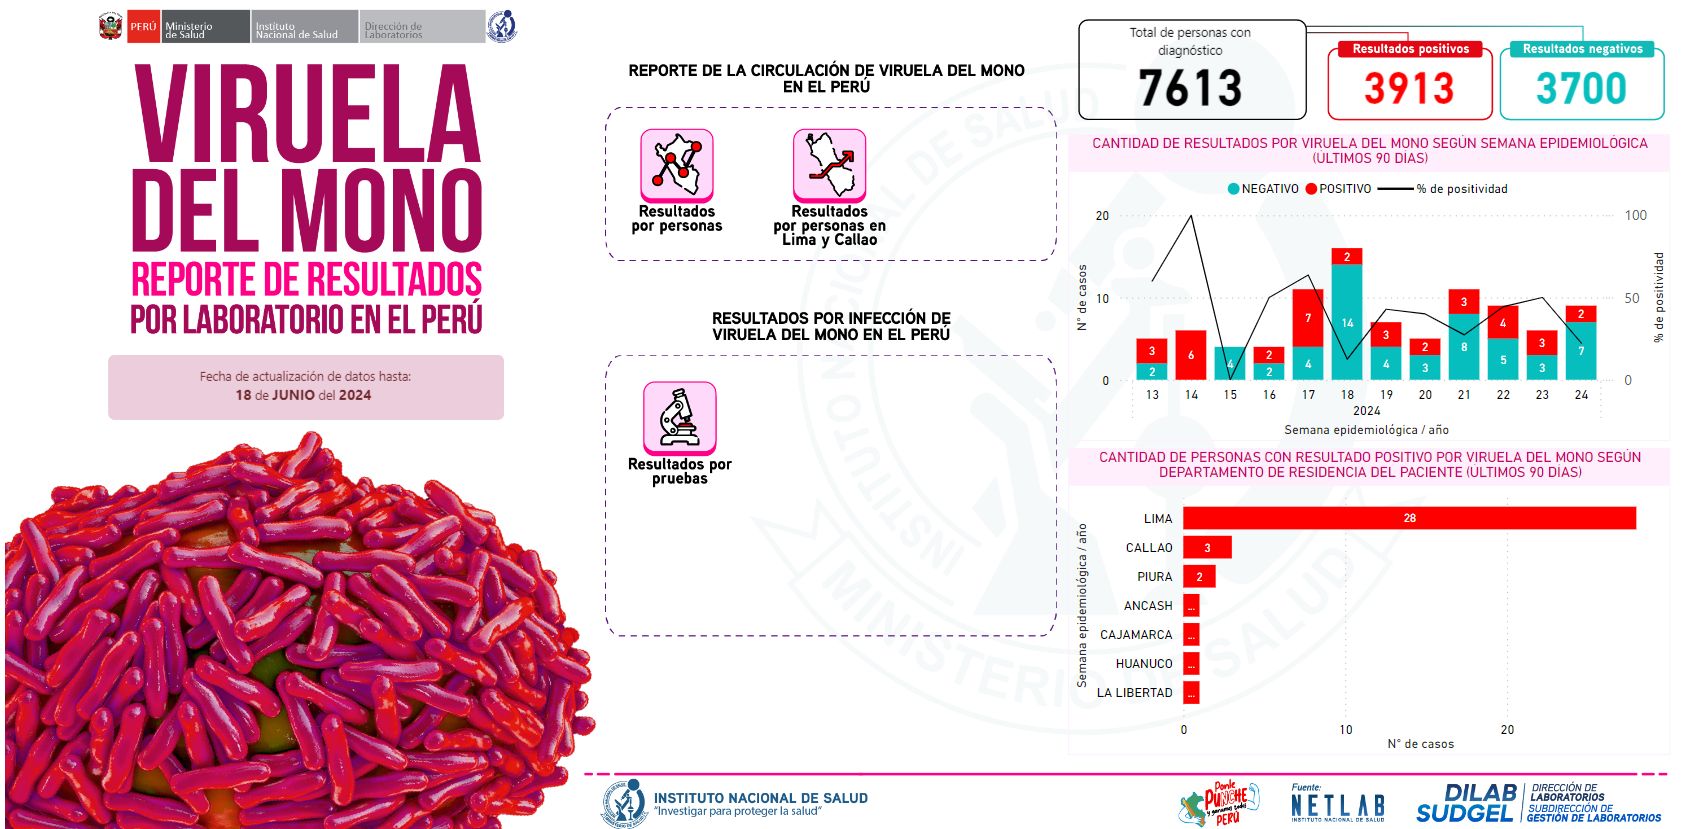 PERÚ
Ministerio
de Salud
Instituto
Nacional de Salud
Dirección de
Laboratorios
VIRUELA
DEL MONO
REPORTE DE RESULTADOS
POR LABORATORIO EN EL PERÚ
Fecha de actualización de datos hasta:
18 de JUNIO del 2024
REPORTE DE LA CIRCULACIÓN DE VIRUELA DEL MONO
EN EL PERÚ
Resultados
por personas
Resultados
por personas en
Lima y Callao
RESULTADOS POR INFECCIÓN DE
VIRUELA DEL MONO EN EL PERÚ
Resultados por
pruebas
Total de personas con
diagnóstico
7613
Resultados positivos
3913
Resultados negativos
3700
CANTIDAD DE RESULTADOS POR VIRUELA DEL MONO SEGÚN SEMANA EPIDEMIOLÓGICA
(ULTIMOS 90 DIAS)
NEGATIVO POSITIVO % de positividad
N° de casos
20
10
0
3 6 4 2 7 2 3 2 3 4 3 2
2 2 4 14 4 3 8 5 3 7
100
50
0
% de positividad
13 14 15 16 17 18 19 20 21 22 23 24
2024
Semana epidemiológica / año
CANTIDAD DE PERSONAS CON RESULTADO POSITIVO POR VIRUELA DEL MONO SEGÚN
DEPARTAMENTO DE RESIDENCIA DEL PACIENTE (ULTIMOS 90 DIAS)
Semana epidemiológica / año
LIMA 28
CALLAO 3
PIURA 2
ANCASH ...
CAJAMARCA ...
HUANUCO ...
LA LIBERTAD ...
0 10 20
N° de casos
INSTITUTO NACIONAL DE SALUD
MINISTERIO DE SALUD
INSTITUTO NACIONAL DE SALUD
"Investigar para proteger la salud"
Ponle
PUNCHE
y ganamos todos
PERÚ
Fuente:
NETLAB
INSTITUTO NACIONAL DE SALUD
DILAB
SUDGEL
DIRECCIÓN DE
LABORATORIOS
SUBDIRECCIÓN DE
GESTIÓN DE LABORATORIOS